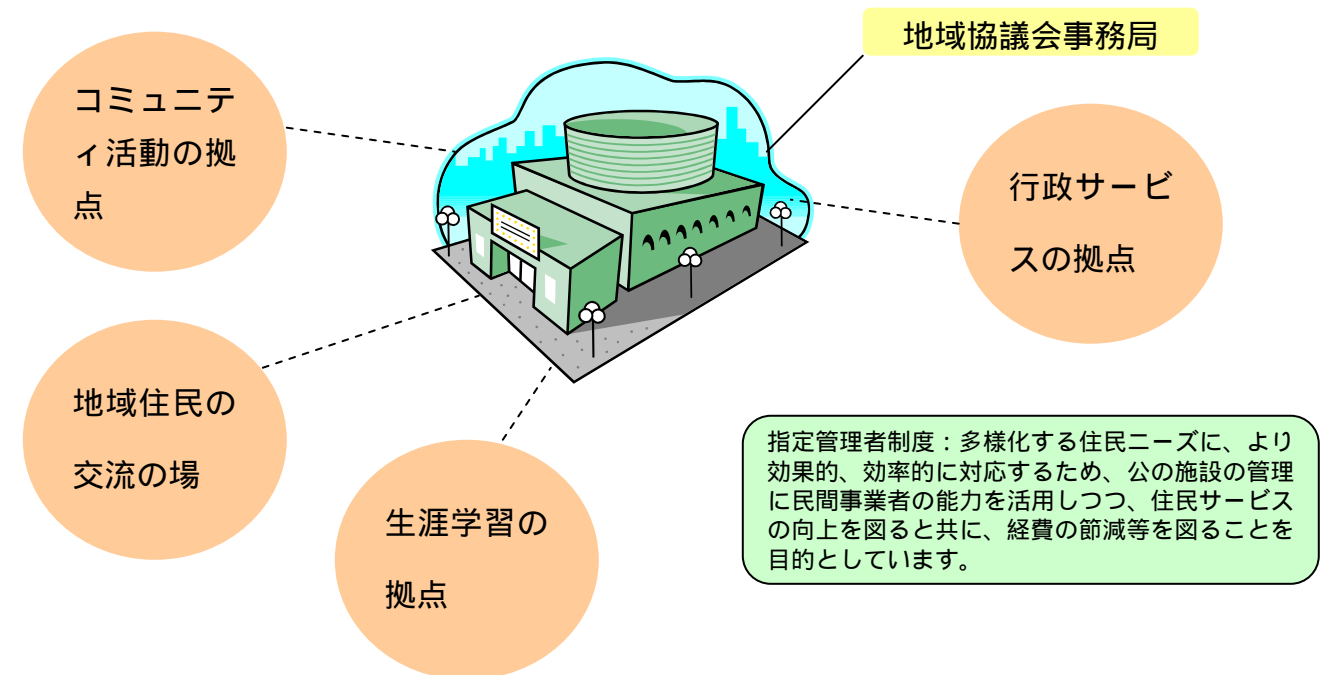 地域協議会事務局
コミュニテ
ィ活動の拠
点
行政サービ
スの拠点
地域住民の
交流の場
生涯学習の
拠点
指定管理者制度：多様化する住民ニーズに、より
効果的、効率的に対応するため、公の施設の管理
に民間事業者の能力を活用しつつ、住民サービス
の向上を図ると共に、経費の節減等を図ることを
目的としています。